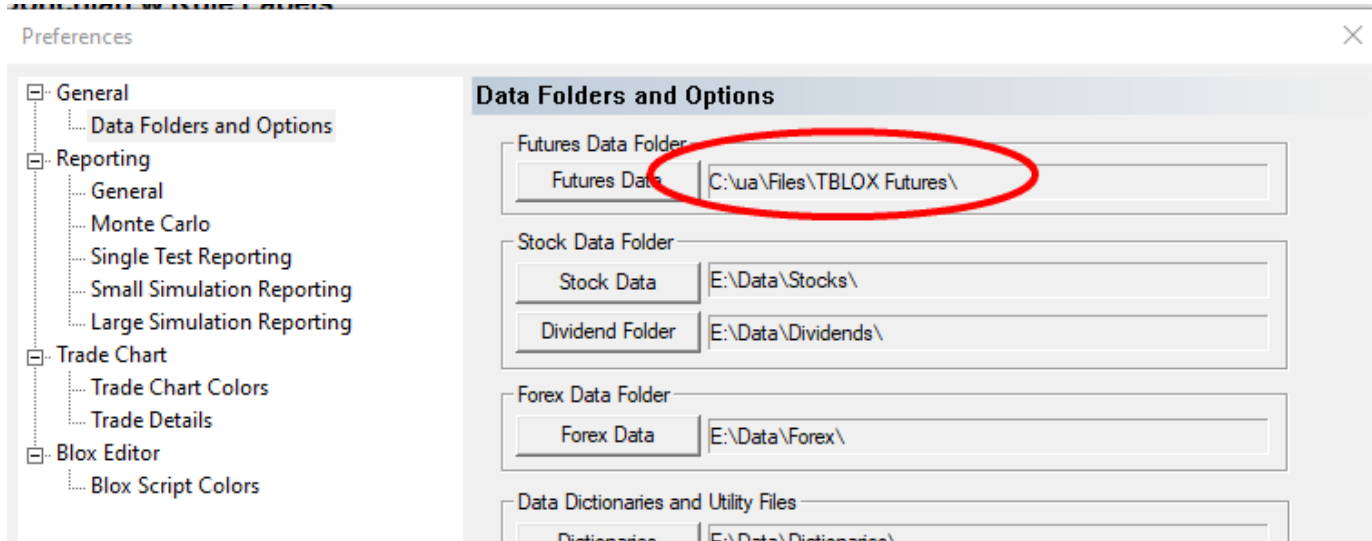 Preferences
General
Data Folders and Options
Reporting
General
Monte Carlo
Single Test Reporting
Small Simulation Reporting
Large Simulation Reporting
Trade Chart
Trade Chart Colors
Trade Details
Blox Editor
Blox Script Colors
Data Folders and Options
Futures Data Folder
Futures Data C:\ua\Files\TBLOX Futures\
Stock Data Folder
Stock Data E:\Data\Stocks\
Dividend Folder E:\Data\Dividends\
Forex Data Folder
Forex Data E:\Data\Forex\
Data Dictionaries and Utility Files
Dictionaries E:\Data\Dictionaries\